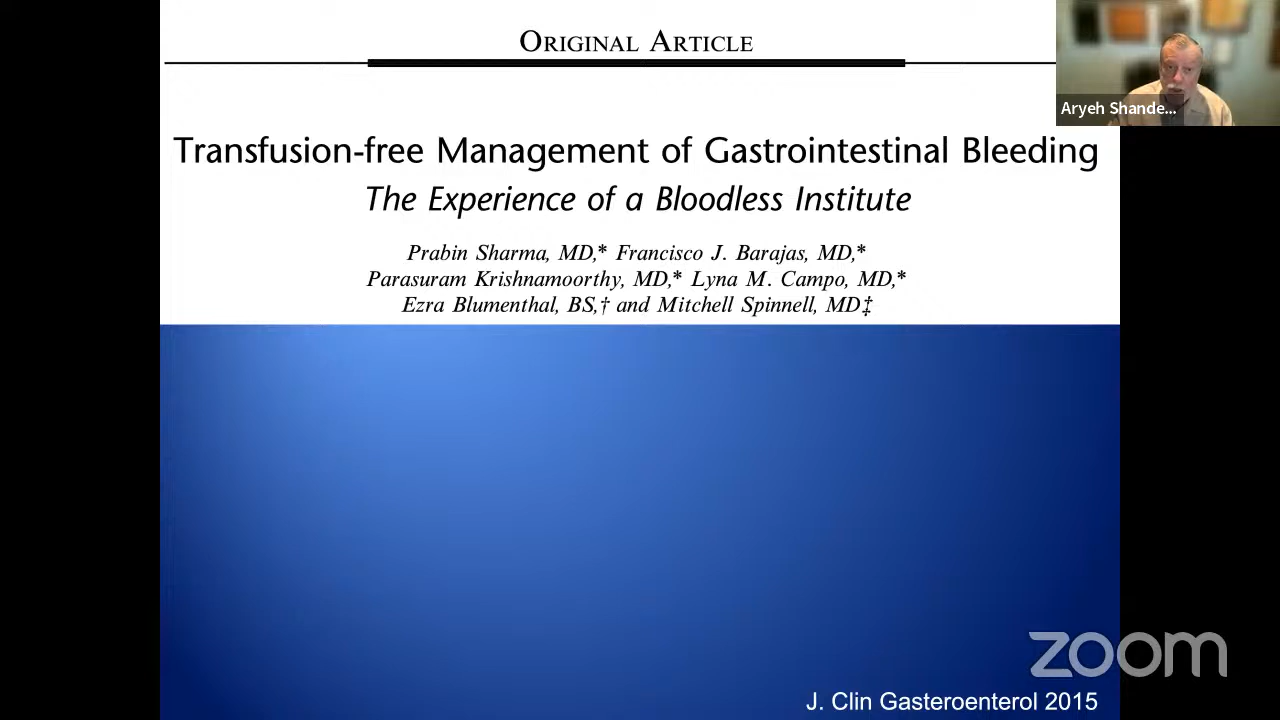 ORIGINAL ARTICLE
Aryeh Shande...
Transfusion-free Management of Gastrointestinal Bleeding
The Experience of a Bloodless Institute
Prabin Sharma, MD,* Francisco J. Barajas, MD,*
Parasuram Krishnamoorthy, MD,* Lyna M. Campo, MD,*
Ezra Blumenthal, BS,† and Mitchell Spinnell, MD‡
zoom
J. Clin Gasteroenterol 2015